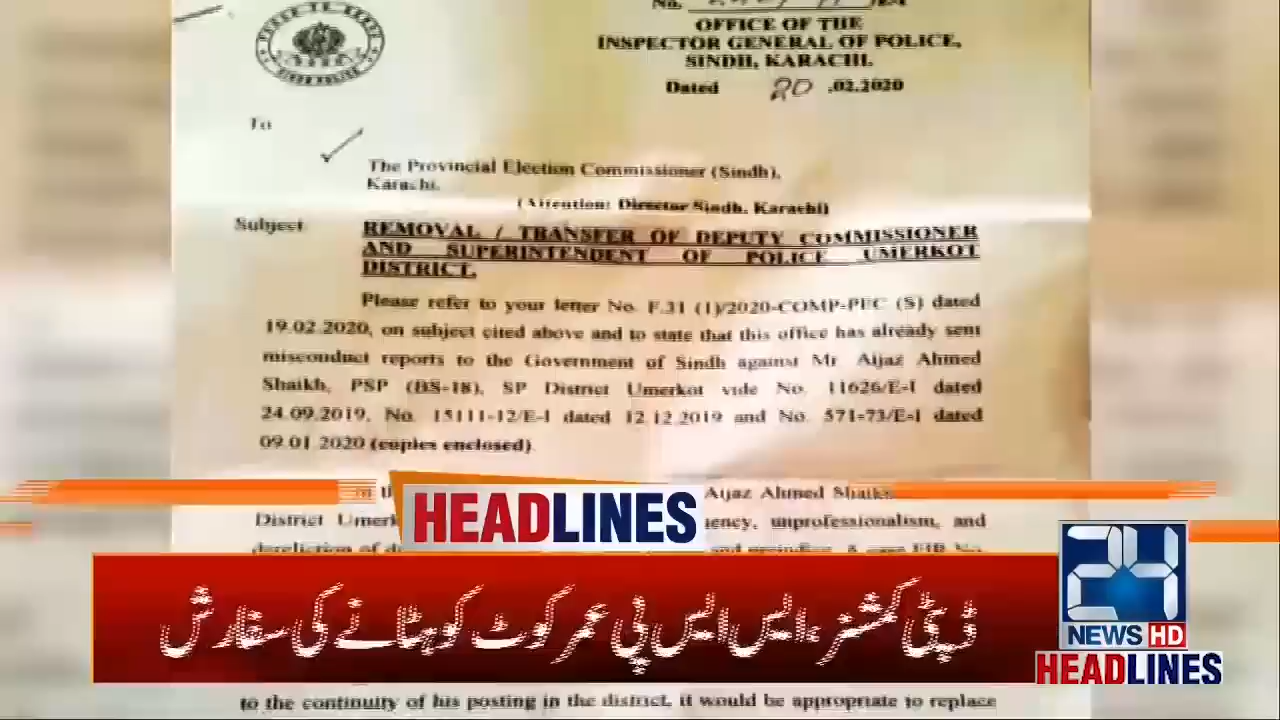 No.
OFFICE OF THE
INSPECTOR GENERAL OF POLICE,
SINDH, KARACHI.
Dated 20 .02.2020
SINDH POLICE
To
The Provincial Election Commissioner (Sindh),
Karachi.
(Attention: Director Sindh, Karachi)
Subject REMOVAL / TRANSFER OF DEPUTY COMMISSIONER
AND SUPERINTENDENT OF POLICE UMERKOT
DISTRICT.
Please refer to your letter No. F.31 (1)/2020-COMP-PEC (S) dated
19.02.2020, on subject cited above and to state that this office has already sent
misconduct reports to the Government of Sindh against Mr. Aijaz Ahmed
Shaikh, PSP (BS-18), SP District Umerkot vide No. 11626/E-I dated
24.09.2019, No. 15111-12/E-I dated 12.12.2019 and No. 571-73/E-I dated
09.01.2020 (copies enclosed).
Aijaz Ahmed Shaikh
District unprofessionalism, and
HEADLINES
ڈپٹی کمشنر، ایس ایس پی عمر کوٹ کو ہٹانے کی سفارش
24
NEWS HD
HEADLINES
to the continuity of his posting in the district, it would be appropriate to replace